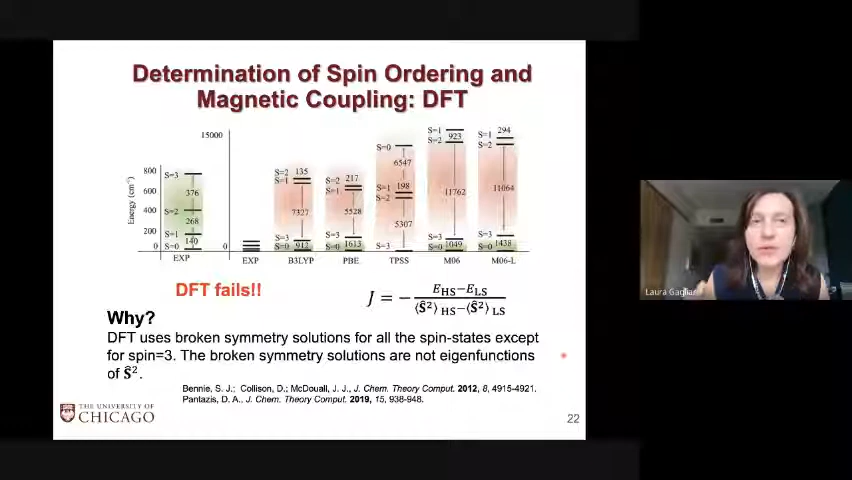 Determination of Spin Ordering and
Magnetic Coupling: DFT
15000
800
600
400
200
0
Energy (cm⁻¹)
S=3
376
S=2
268
S=1
140
S=0
EXP
0
EXP
S=2 135
S=1
7327
S=3
S=0 912
B3LYP
S=2 217
S=1
5528
S=3
S=0 1613
PBE
S=0
6547
S=1 198
S=2
5307
S=3
TPSS
S=1
S=2 923
11762
S=3
S=0 1049
M06
S=1 294
S=2
11064
S=3
S=0 1438
M06-L
DFT fails!!
J = − (E_HS−E_LS) / (⟨Ŝ²⟩_HS−⟨Ŝ²⟩_LS)
Why?
DFT uses broken symmetry solutions for all the spin-states except
for spin=3. The broken symmetry solutions are not eigenfunctions
of Ŝ².
Bennie, S. J.; Collison, D.; McDouall, J. J., J. Chem. Theory Comput. 2012, 8, 4915-4921.
Pantazis, D. A., J. Chem. Theory Comput. 2019, 15, 938-948.
THE UNIVERSITY OF
CHICAGO
22
Laura Gagliar